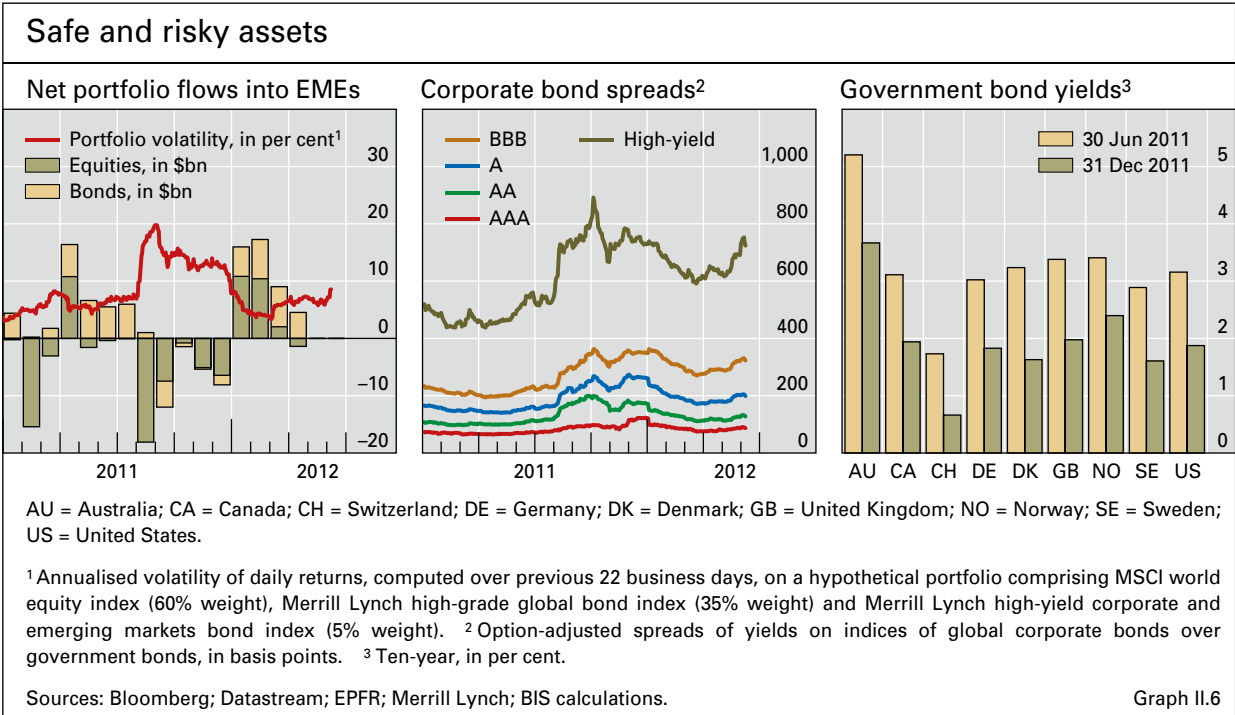 Safe and risky assets
Net portfolio flows into EMEs
Portfolio volatility, in per cent¹
Equities, in $bn
Bonds, in $bn
30
20
10
0
–10
–20
2011
2012
Corporate bond spreads²
BBB
A
AA
AAA
High-yield
1,000
800
600
400
200
0
2011
2012
Government bond yields³
30 Jun 2011
31 Dec 2011
5
4
3
2
1
0
AU CA CH DE DK GB NO SE US
AU = Australia; CA = Canada; CH = Switzerland; DE = Germany; DK = Denmark; GB = United Kingdom; NO = Norway; SE = Sweden;
US = United States.
¹ Annualised volatility of daily returns, computed over previous 22 business days, on a hypothetical portfolio comprising MSCI world
equity index (60% weight), Merrill Lynch high-grade global bond index (35% weight) and Merrill Lynch high-yield corporate and
emerging markets bond index (5% weight). ² Option-adjusted spreads of yields on indices of global corporate bonds over
government bonds, in basis points. ³ Ten-year, in per cent.
Sources: Bloomberg; Datastream; EPFR; Merrill Lynch; BIS calculations.
Graph II.6